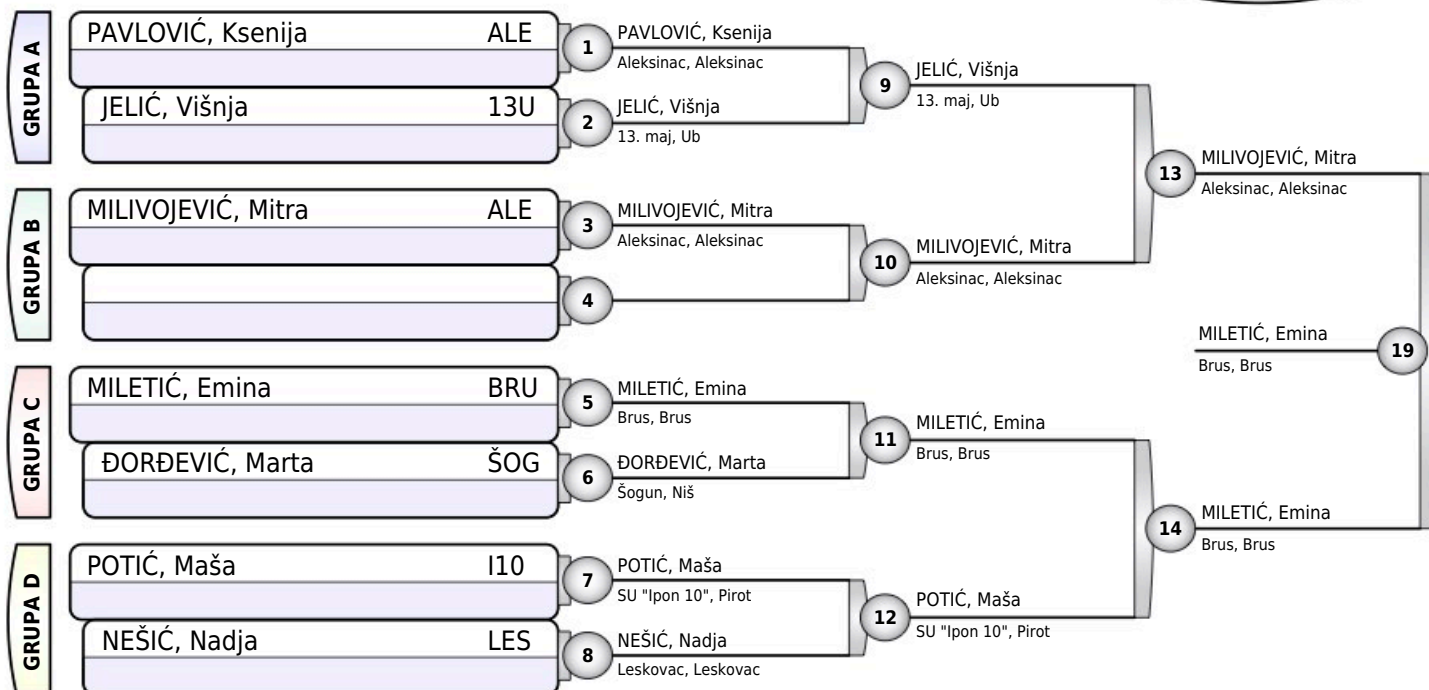 GRUPA A
PAVLOVIĆ, Ksenija ALE
JELIĆ, Višnja 13U
1
PAVLOVIĆ, Ksenija
Aleksinac, Aleksinac
2
JELIĆ, Višnja
13. maj, Ub
9
JELIĆ, Višnja
13. maj, Ub
GRUPA B
MILIVOJEVIĆ, Mitra ALE
3
MILIVOJEVIĆ, Mitra
Aleksinac, Aleksinac
4
10
MILIVOJEVIĆ, Mitra
Aleksinac, Aleksinac
13
MILIVOJEVIĆ, Mitra
Aleksinac, Aleksinac
GRUPA C
MILETIĆ, Emina BRU
ĐORĐEVIĆ, Marta ŠOG
5
MILETIĆ, Emina
Brus, Brus
6
ĐORĐEVIĆ, Marta
Šogun, Niš
11
MILETIĆ, Emina
Brus, Brus
GRUPA D
POTIĆ, Maša I10
NEŠIĆ, Nadja LES
7
POTIĆ, Maša
SU "Ipon 10", Pirot
8
NEŠIĆ, Nadja
Leskovac, Leskovac
12
POTIĆ, Maša
SU "Ipon 10", Pirot
14
MILETIĆ, Emina
Brus, Brus
MILETIĆ, Emina
Brus, Brus
19